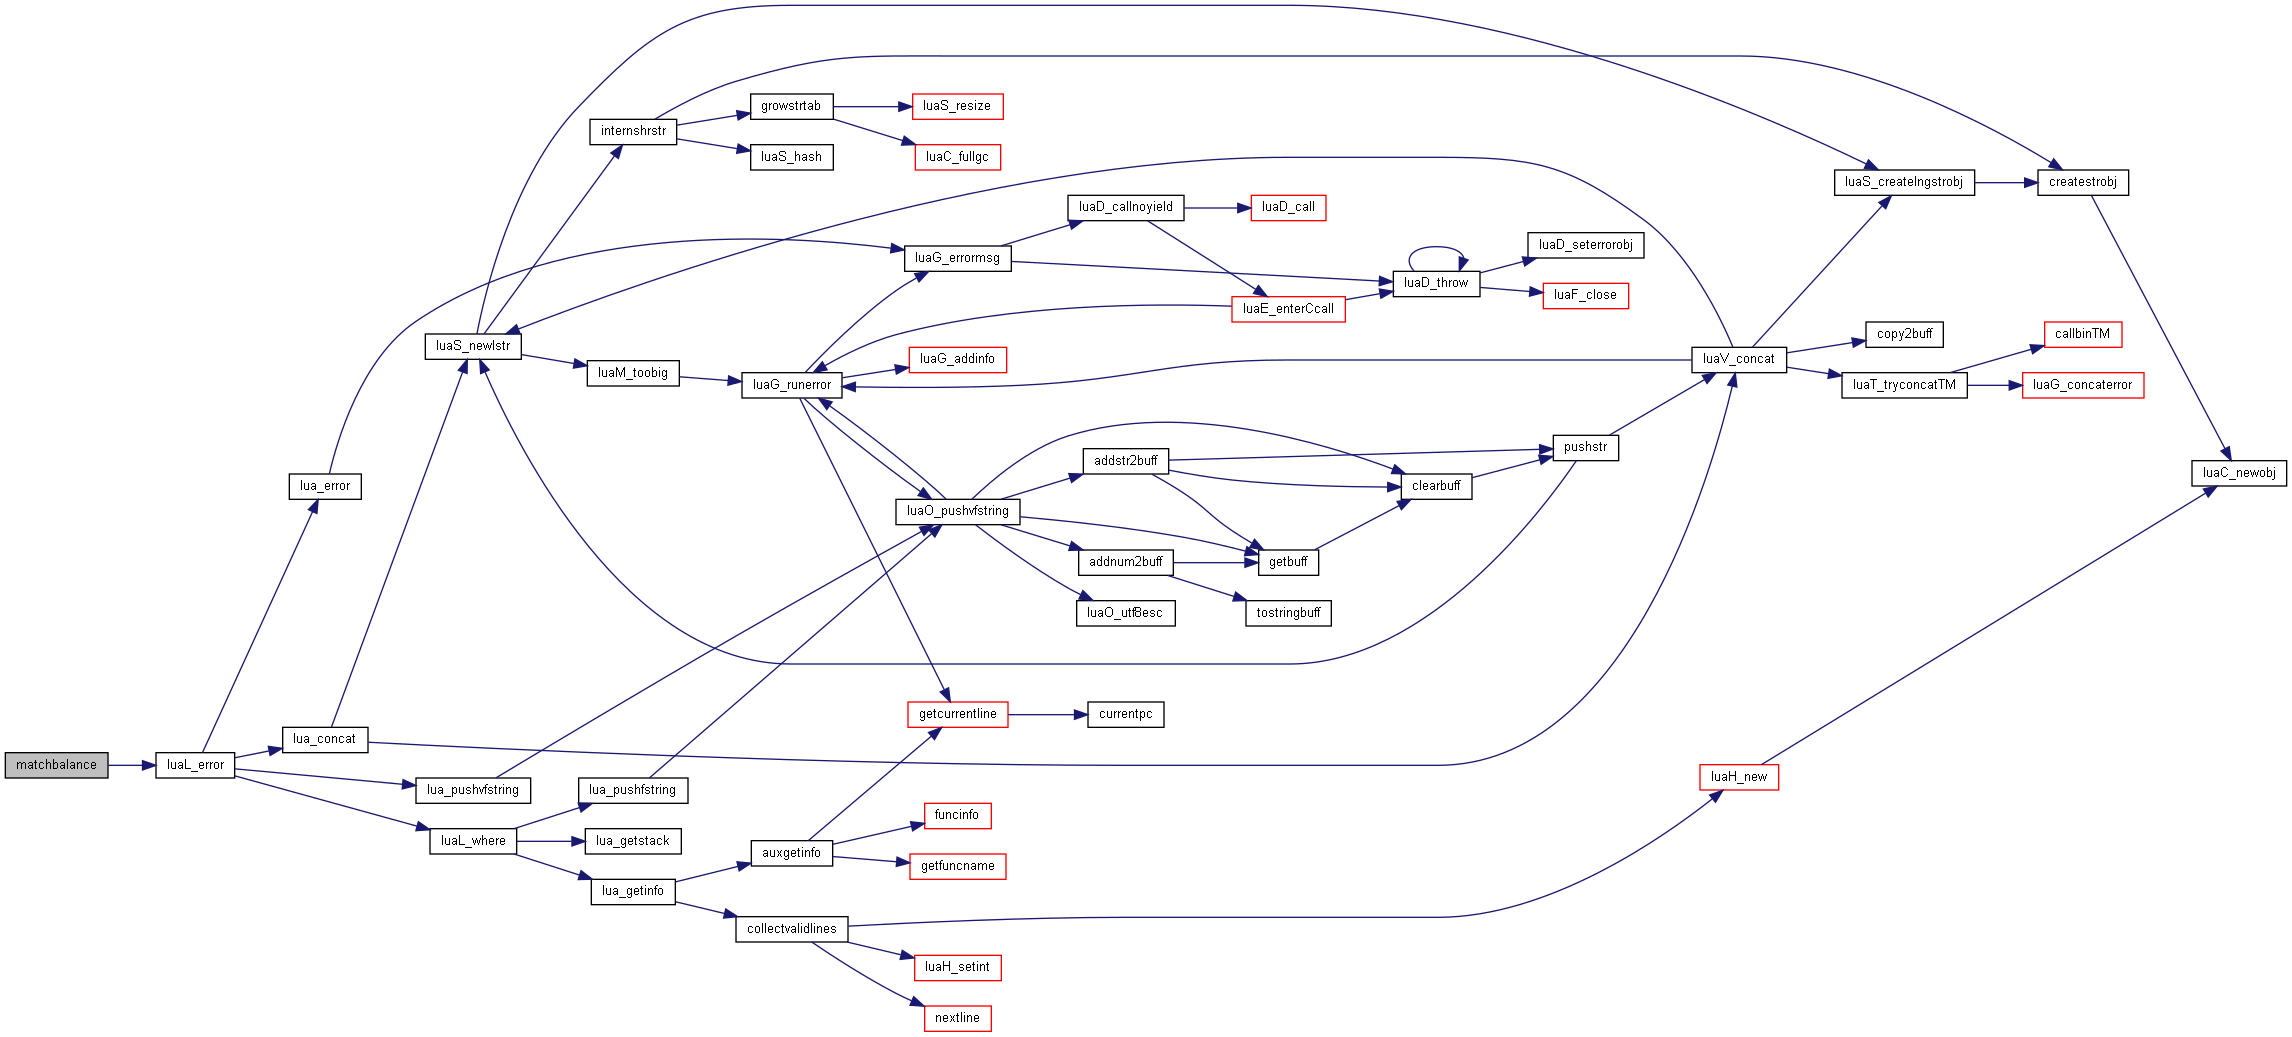 growstrtab
luaS_resize
internshrstr
luaS_hash
luaC_fullgc
luaS_createlngstrobj
createstrobj
luaD_callnoyield
luaD_call
luaG_errormsg
luaD_seterrorobj
luaD_throw
luaF_close
luaE_enterCcall
luaS_newlstr
luaM_toobig
luaG_runerror
luaG_addinfo
luaV_concat
copy2buff
callbinTM
luaT_tryconcatTM
luaG_concaterror
pushstr
addstr2buff
clearbuff
luaC_newobj
lua_error
luaO_pushvfstring
addnum2buff
getbuff
luaO_utf8esc
tostringbuff
getcurrentline
currentpc
lua_concat
matchbalance
luaL_error
lua_pushvfstring
lua_pushfstring
luaH_new
funcinfo
luaL_where
lua_getstack
auxgetinfo
getfuncname
lua_getinfo
collectvalidlines
luaH_setint
nextline